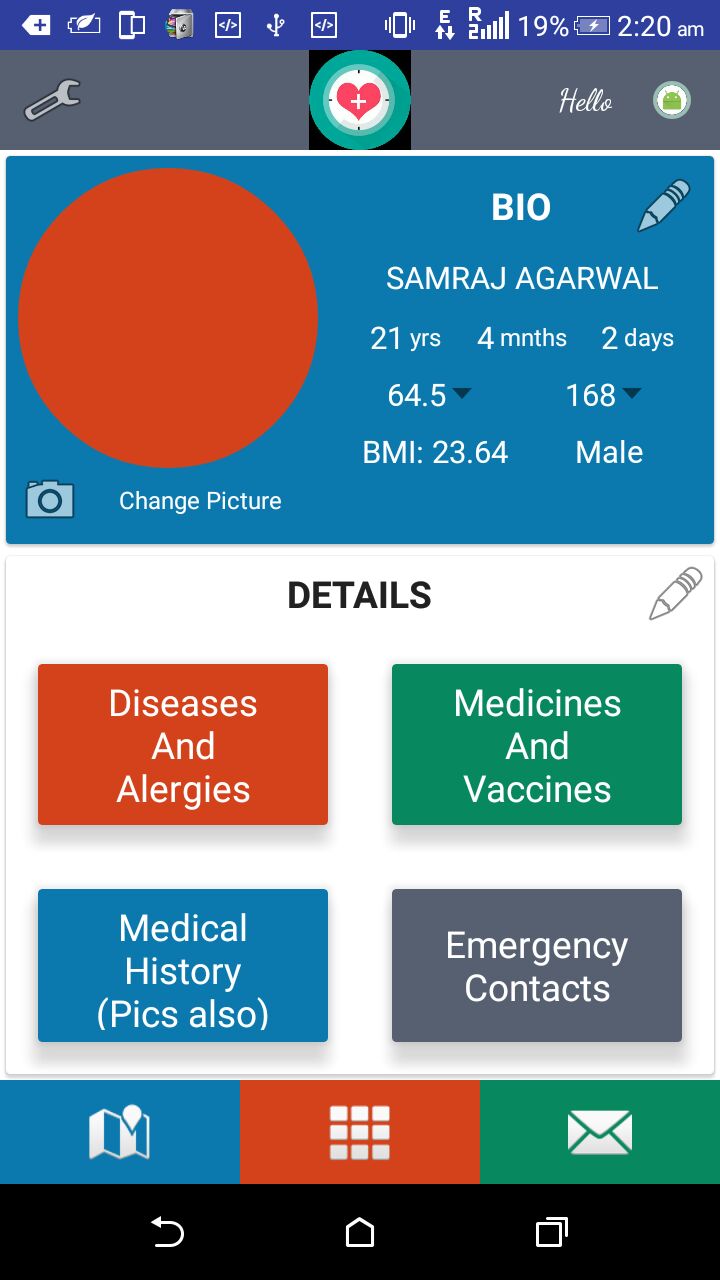 E R 2 19% 2:20 am
Hello
BIO
SAMRAJ AGARWAL
21 yrs 4 mnths 2 days
64.5 168
BMI: 23.64 Male
Change Picture
DETAILS
Diseases
And
Alergies
Medicines
And
Vaccines
Medical
History
(Pics also)
Emergency
Contacts